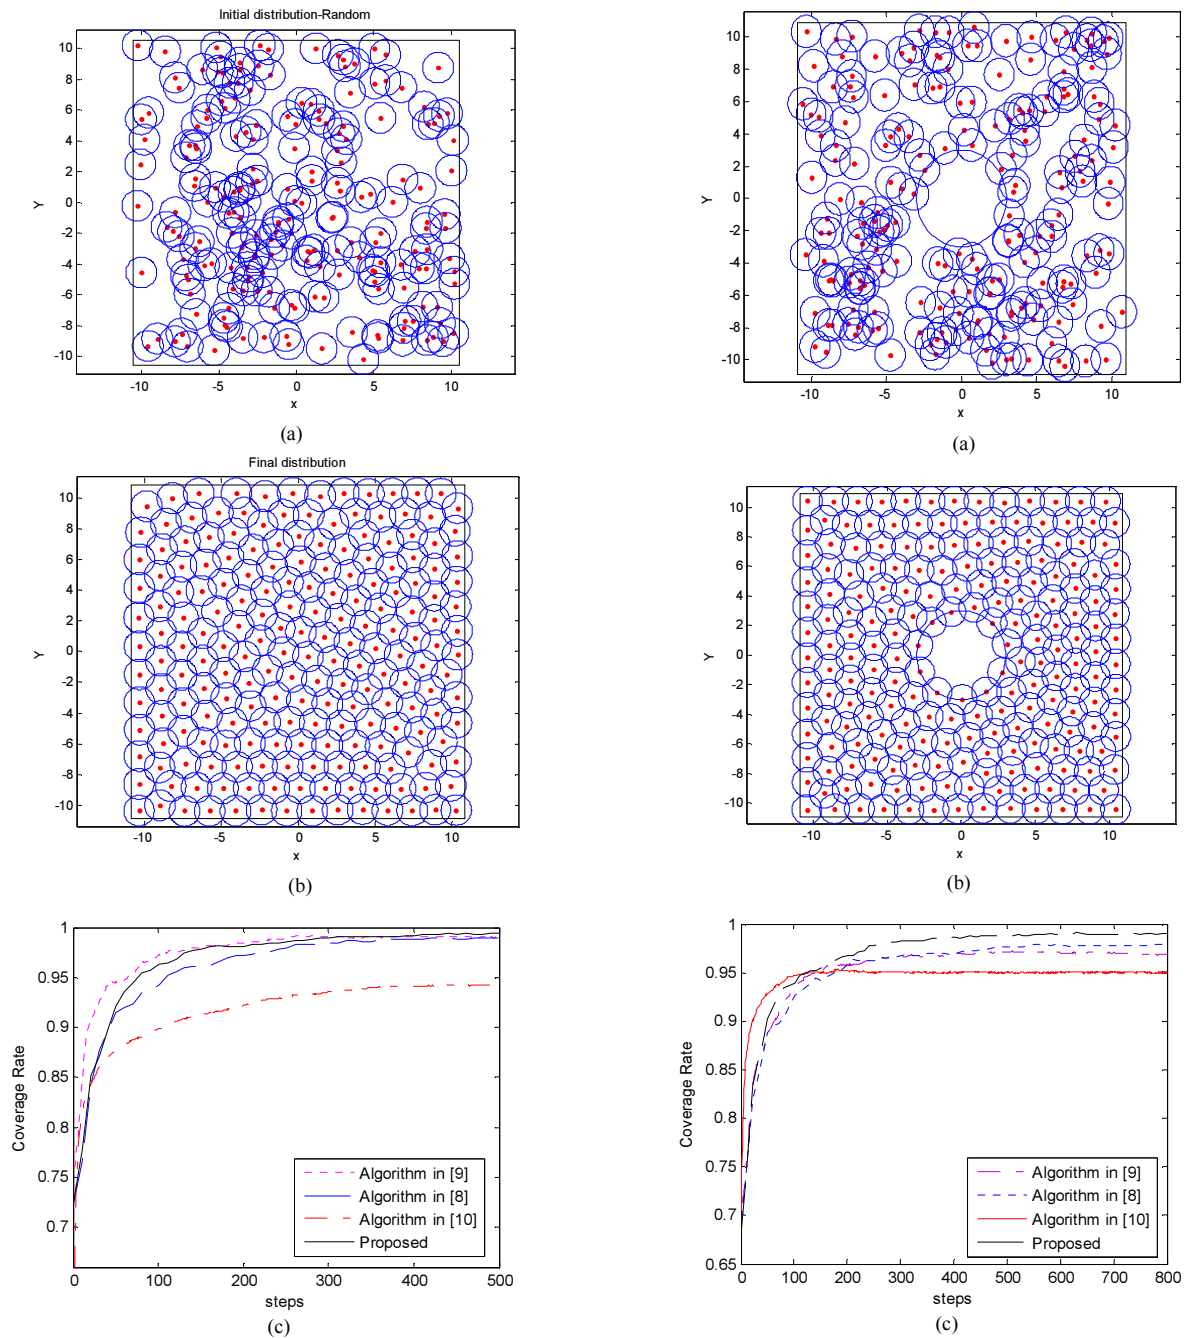 Initial distribution-Random
10
8
6
4
2
0
-2
-4
-6
-8
-10
Y
-10 -5 0 5 10
x
(a)
10
8
6
4
2
0
-2
-4
-6
-8
-10
Y
-10 -5 0 5 10
x
(a)
Final distribution
10
8
6
4
2
0
-2
-4
-6
-8
-10
Y
-10 -5 0 5 10
x
(b)
10
8
6
4
2
0
-2
-4
-6
-8
-10
Y
-10 -5 0 5 10
x
(b)
1
0.95
0.9
0.85
0.8
0.75
0.7
Coverage Rate
Algorithm in [9]
Algorithm in [8]
Algorithm in [10]
Proposed
0 100 200 300 400 500
steps
(c)
1
0.95
0.9
0.85
0.8
0.75
0.7
0.65
Coverage Rate
Algorithm in [9]
Algorithm in [8]
Algorithm in [10]
Proposed
0 100 200 300 400 500 600 700 800
steps
(c)